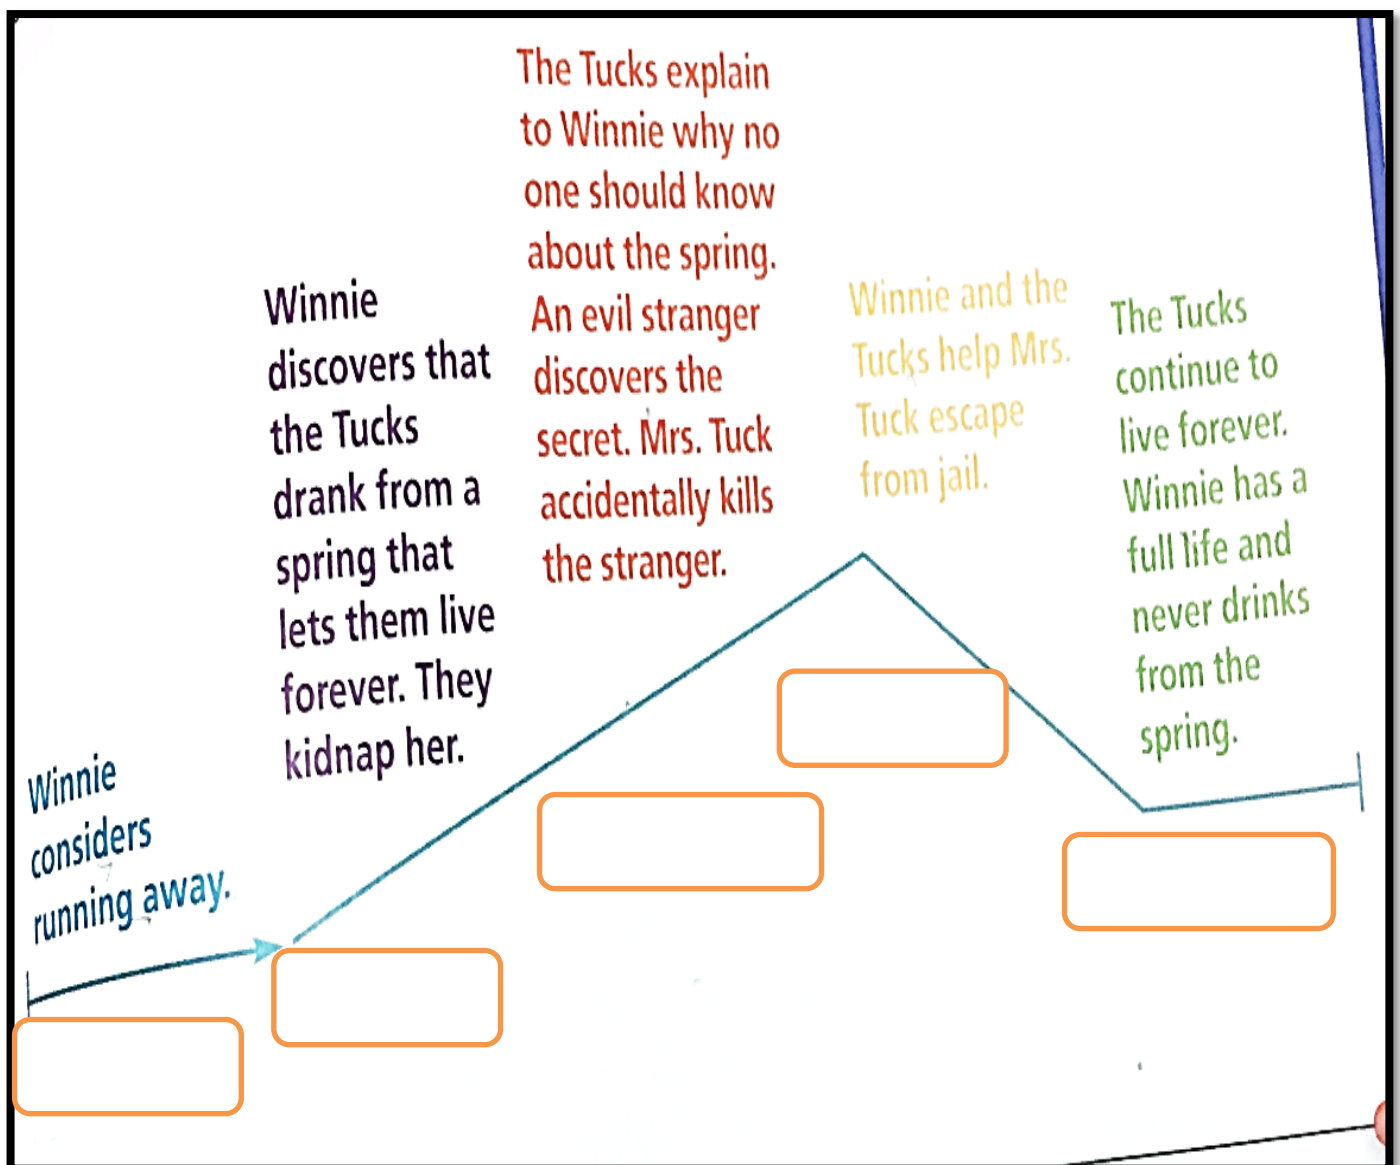 The Tucks explain
to Winnie why no
one should know
about the spring.
An evil stranger
discovers the
secret. Mrs. Tuck
accidentally kills
the stranger.
Winnie
discovers that
the Tucks
drank from a
spring that
lets them live
forever. They
kidnap her.
Winnie and the
Tucks help Mrs.
Tuck escape
from jail.
The Tucks
continue to
live forever.
Winnie has a
full life and
never drinks
from the
spring.
Winnie
considers
running away.